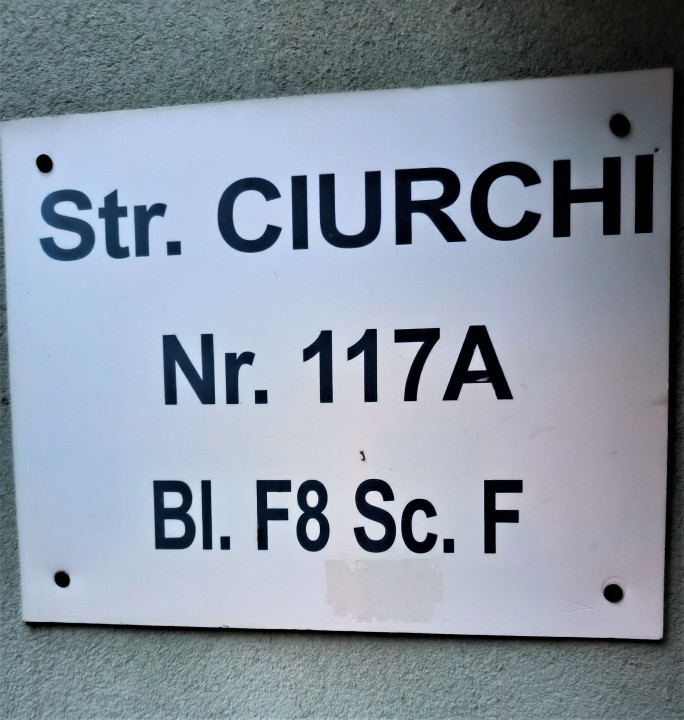 Str. CIURCHI
Nr. 117A
Bl. F8 Sc. F